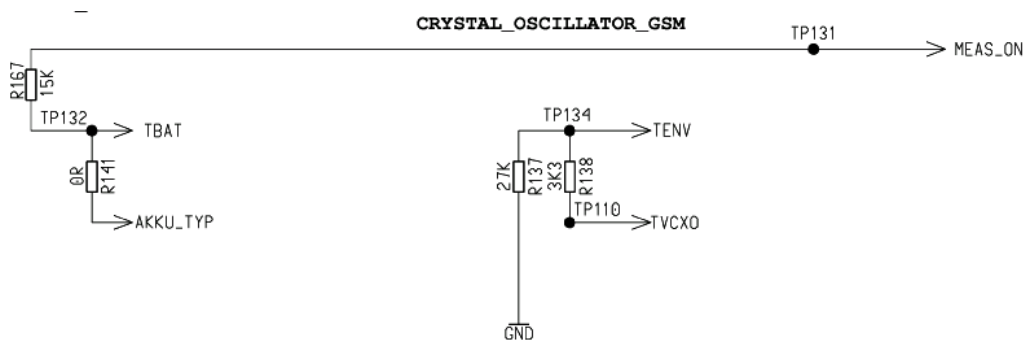 CRYSTAL_OSCILLATOR_GSM
TP131
MEAS_ON
R167
15K
TP132
TBAT
TP134
TENV
0R
R141
27K
R137
3K3
R138
AKKU_TYP
TP110
TVCXO
GND